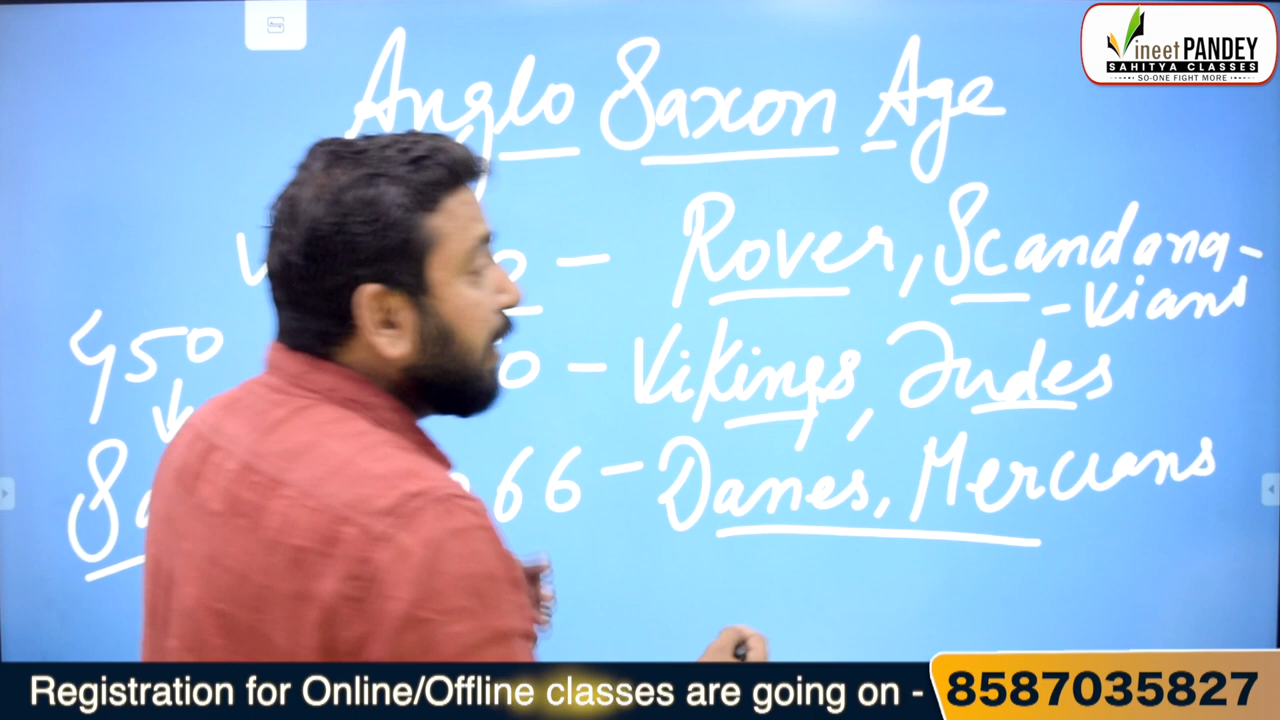 Vineet PANDEY
SAHITYA CLASSES
SO-ONE FIGHT MORE
Anglo Saxon Age
– Rover, Scandana-
-vians
450 – Vikings, Judes
66 – Danes, Mercians
Registration for Online/Offline classes are going on - 8587035827